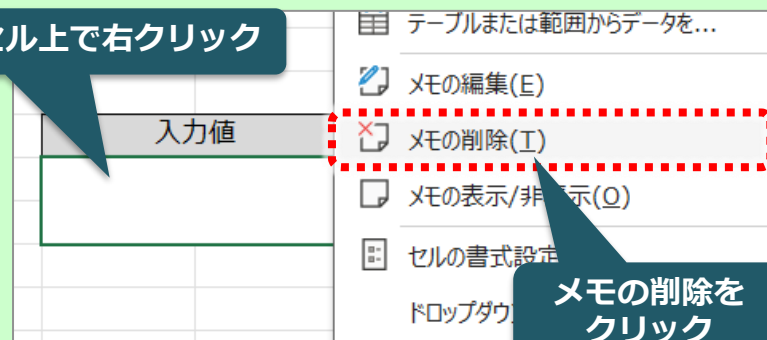 ル上で右クリック
入力値
テーブルまたは範囲からデータを...
メモの編集(E)
メモの削除(T)
メモの表示/非表示(O)
セルの書式設定
ドロップダウ
メモの削除を
クリック